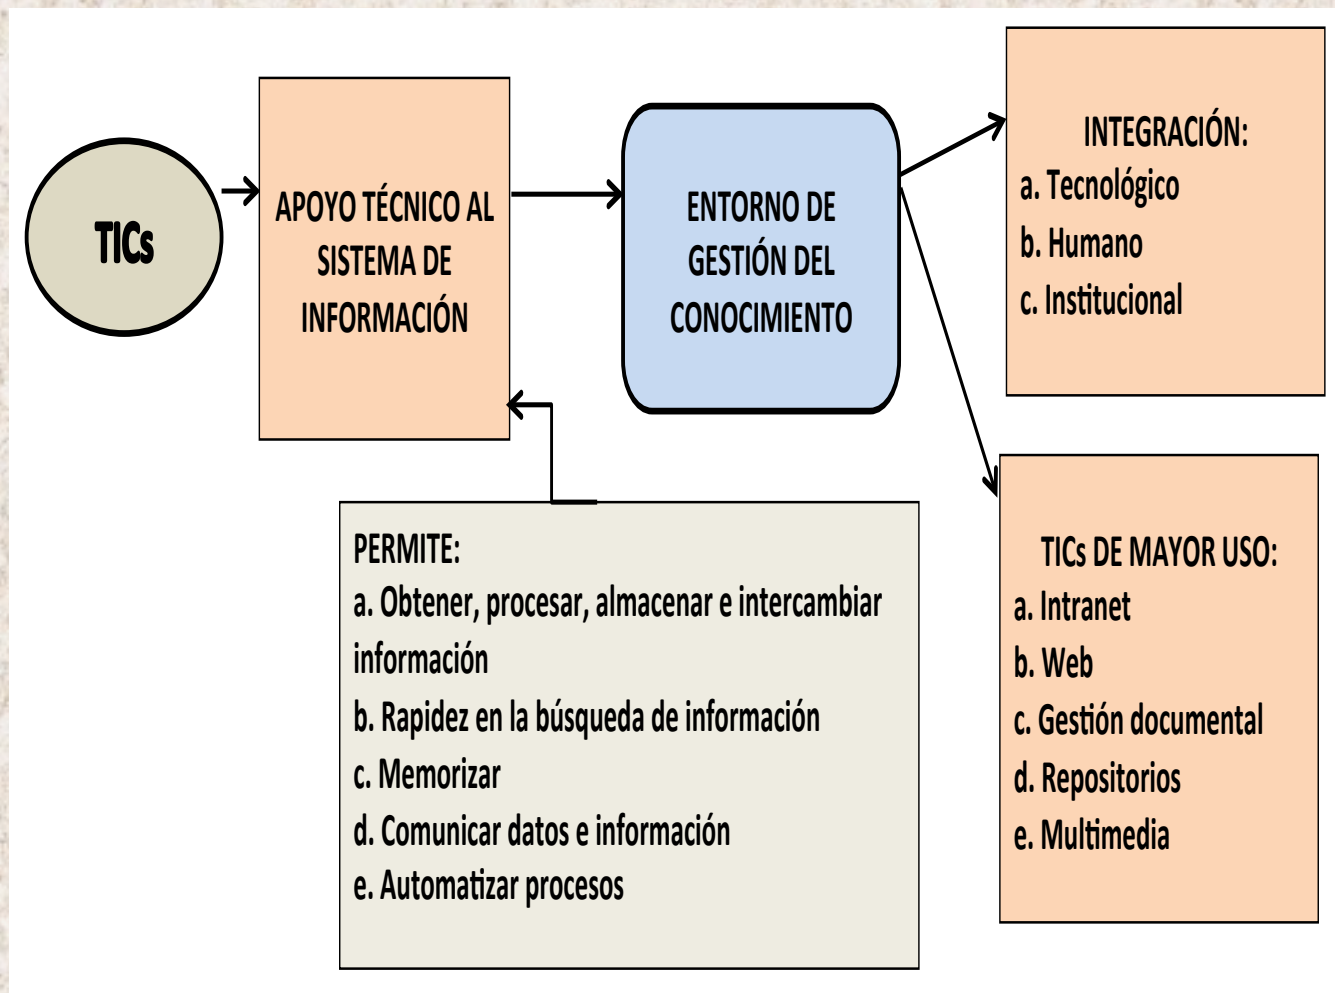 TICs
APOYO TÉCNICO AL
SISTEMA DE
INFORMACIÓN
ENTORNO DE
GESTIÓN DEL
CONOCIMIENTO
INTEGRACIÓN:
a. Tecnológico
b. Humano
c. Institucional
PERMITE:
a. Obtener, procesar, almacenar e intercambiar
información
b. Rapidez en la búsqueda de información
c. Memorizar
d. Comunicar datos e información
e. Automatizar procesos
TICs DE MAYOR USO:
a. Intranet
b. Web
c. Gestión documental
d. Repositorios
e. Multimedia